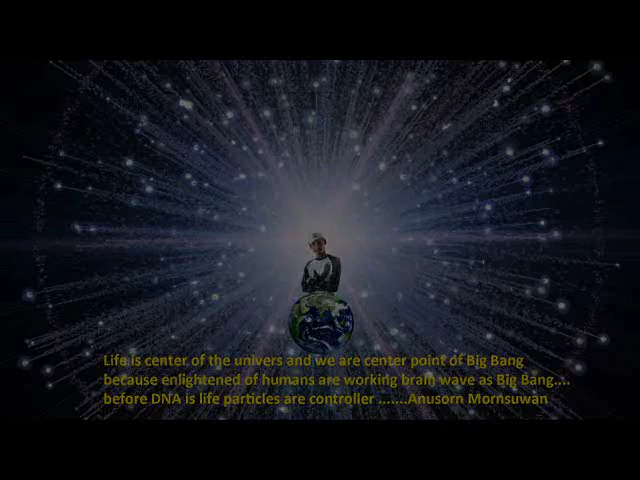 Life is center of the univers and we are center point of Big Bang
because enlightened of humans are working brain wave as Big Bang....
before DNA is life particles are controller .......Anusorn Mornsuwan